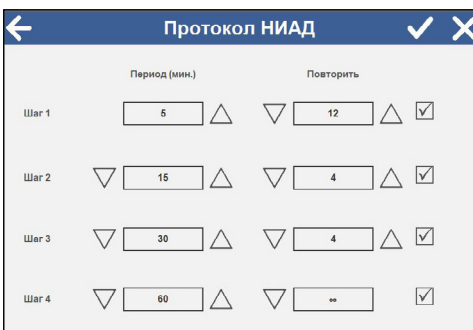 Протокол НИАД
Период (мин.) Повторить
Шаг 1 5 12
Шаг 2 15 4
Шаг 3 30 4
Шаг 4 60 ∞